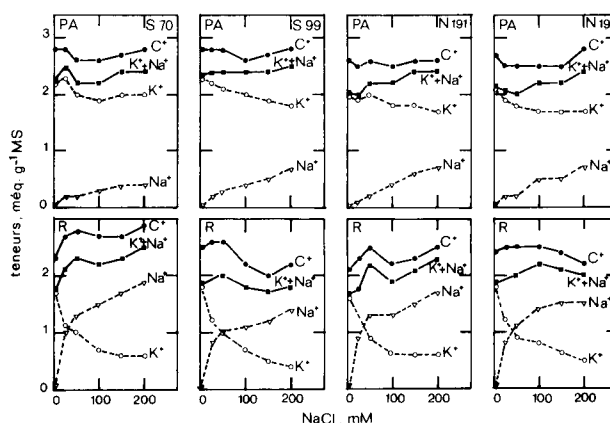 PA S 70 PA S 99 PA N 191 PA
C⁺ C⁺ C⁺ C⁺
K⁺+Na⁺ K⁺+Na⁺ K⁺+Na⁺ K⁺+Na⁺
K⁺ K⁺ K⁺ K⁺
Na⁺ Na⁺ Na⁺ Na⁺
3
2
1
0
teneurs, méq. g⁻¹ MS
R R R R
C⁺ C⁺ C⁺ C⁺
K⁺+Na⁺ K⁺+Na⁺ K⁺+Na⁺ K⁺+Na⁺
Na⁺ Na⁺ Na⁺ Na⁺
K⁺ K⁺ K⁺ K⁺
2
1
0
0 100 200 0 100 200 0 100 200 0 100 200
NaCl, mM